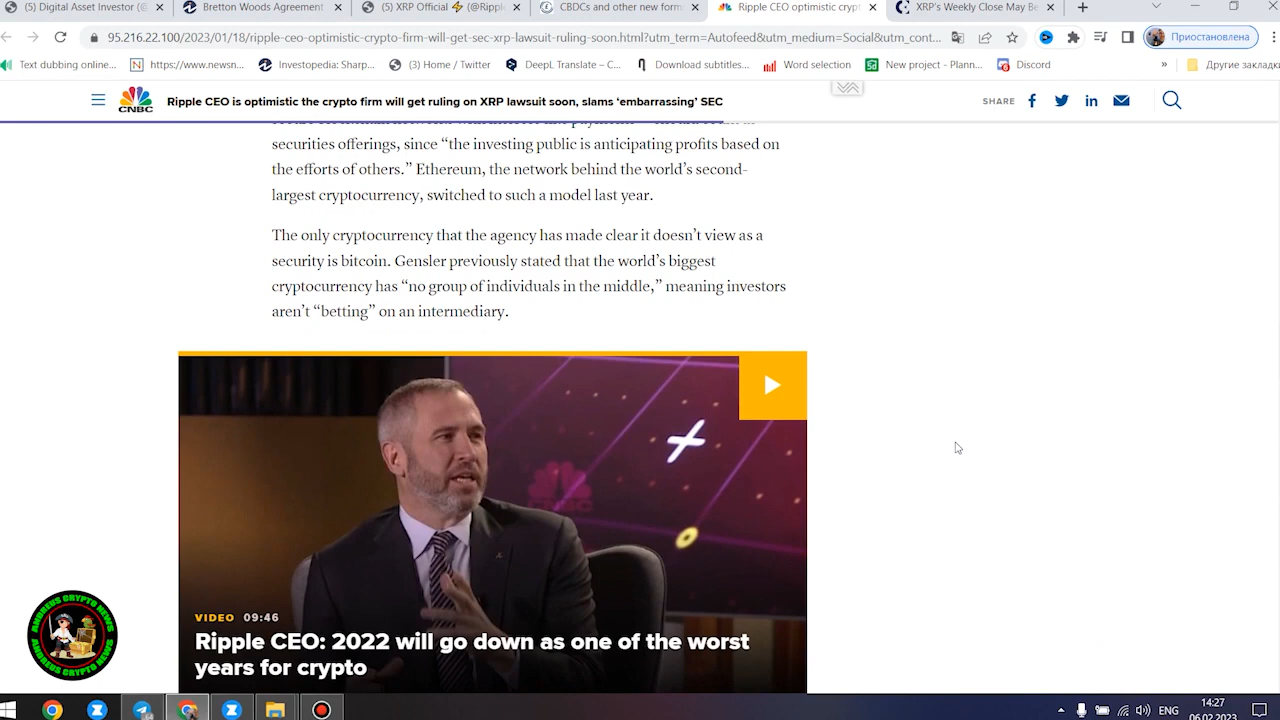 (5) Digital Asset Investor (@
Bretton Woods Agreement
(5) XRP Official ⚡ (@Rippl
CBDCs and other new form
Ripple CEO optimistic crypt
XRP's Weekly Close May Be
95.216.22.100/2023/01/18/ripple-ceo-optimistic-crypto-firm-will-get-sec-xrp-lawsuit-ruling-soon.html?utm_term=Autofeed&utm_medium=Social&utm_cont...
Приостановлена
Text dubbing online...
https://www.newsn...
Investopedia: Sharp...
(3) Home / Twitter
DeepL Translate – C...
Download subtitles...
Word selection
New project - Plann...
Discord
»
Другие закладки
CNBC
Ripple CEO is optimistic the crypto firm will get ruling on XRP lawsuit soon, slams ‘embarrassing’ SEC
SHARE
securities offerings, since “the investing public is anticipating profits based on
the efforts of others.” Ethereum, the network behind the world’s second-
largest cryptocurrency, switched to such a model last year.
The only cryptocurrency that the agency has made clear it doesn’t view as a
security is bitcoin. Gensler previously stated that the world’s biggest
cryptocurrency has “no group of individuals in the middle,” meaning investors
aren’t “betting” on an intermediary.
CNBC
VIDEO 09:46
Ripple CEO: 2022 will go down as one of the worst
years for crypto
ANDREUS CRYPTO NEWS
ANDREUS CRYPTO NEWS
ENG
14:27
06.02.2023